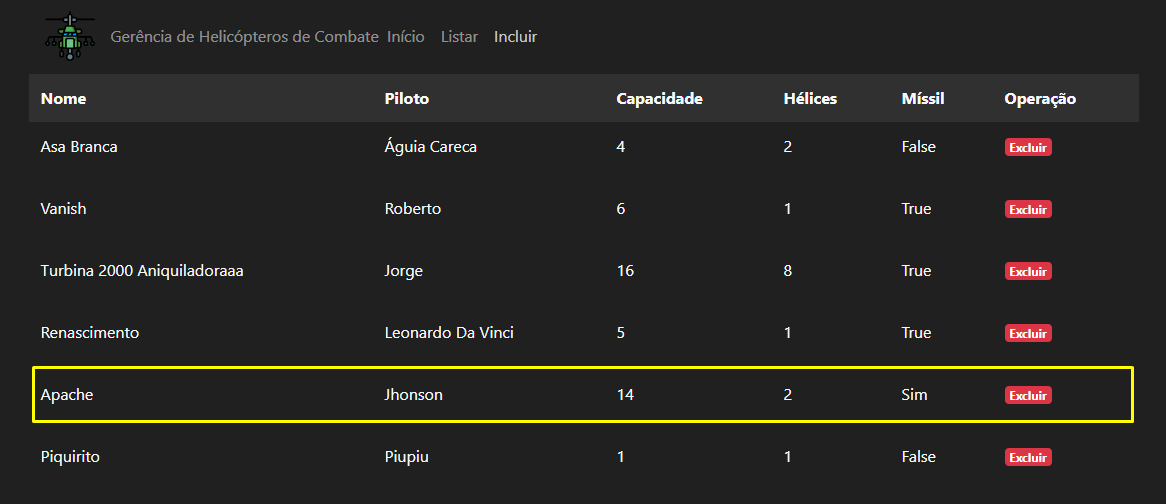 Gerência de Helicópteros de Combate Início Listar Incluir
Nome Piloto Capacidade Hélices Míssil Operação
Asa Branca Águia Careca 4 2 False Excluir
Vanish Roberto 6 1 True Excluir
Turbina 2000 Aniquiladoraaa Jorge 16 8 True Excluir
Renascimento Leonardo Da Vinci 5 1 True Excluir
Apache Jhonson 14 2 Sim Excluir
Piquirito Piupiu 1 1 False Excluir